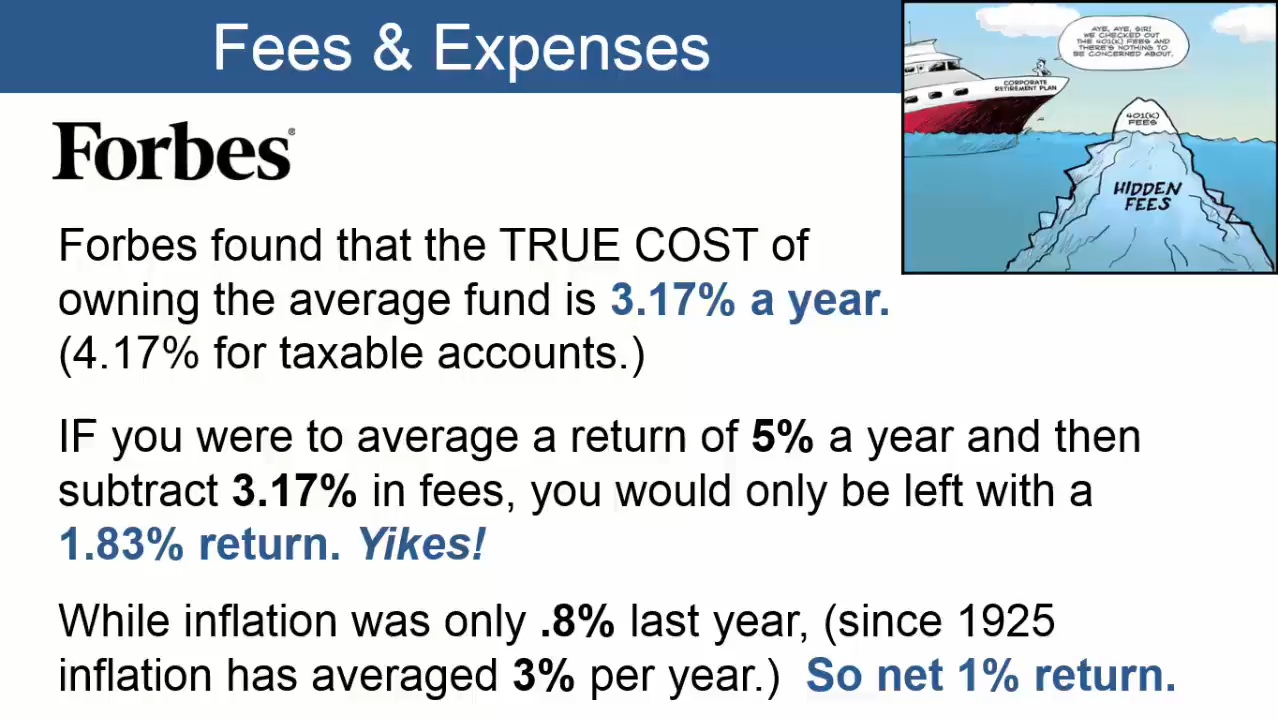 Fees & Expenses
AYE, AYE, SIR!
WE CHECKED OUT
THE 401(K) FEES AND
THERE'S NOTHING TO
BE CONCERNED ABOUT.
CORPORATE
RETIREMENT PLAN
401(K)
FEES
HIDDEN
FEES
Forbes®
Forbes found that the TRUE COST of
owning the average fund is 3.17% a year.
(4.17% for taxable accounts.)
IF you were to average a return of 5% a year and then
subtract 3.17% in fees, you would only be left with a
1.83% return. Yikes!
While inflation was only .8% last year, (since 1925
inflation has averaged 3% per year.) So net 1% return.